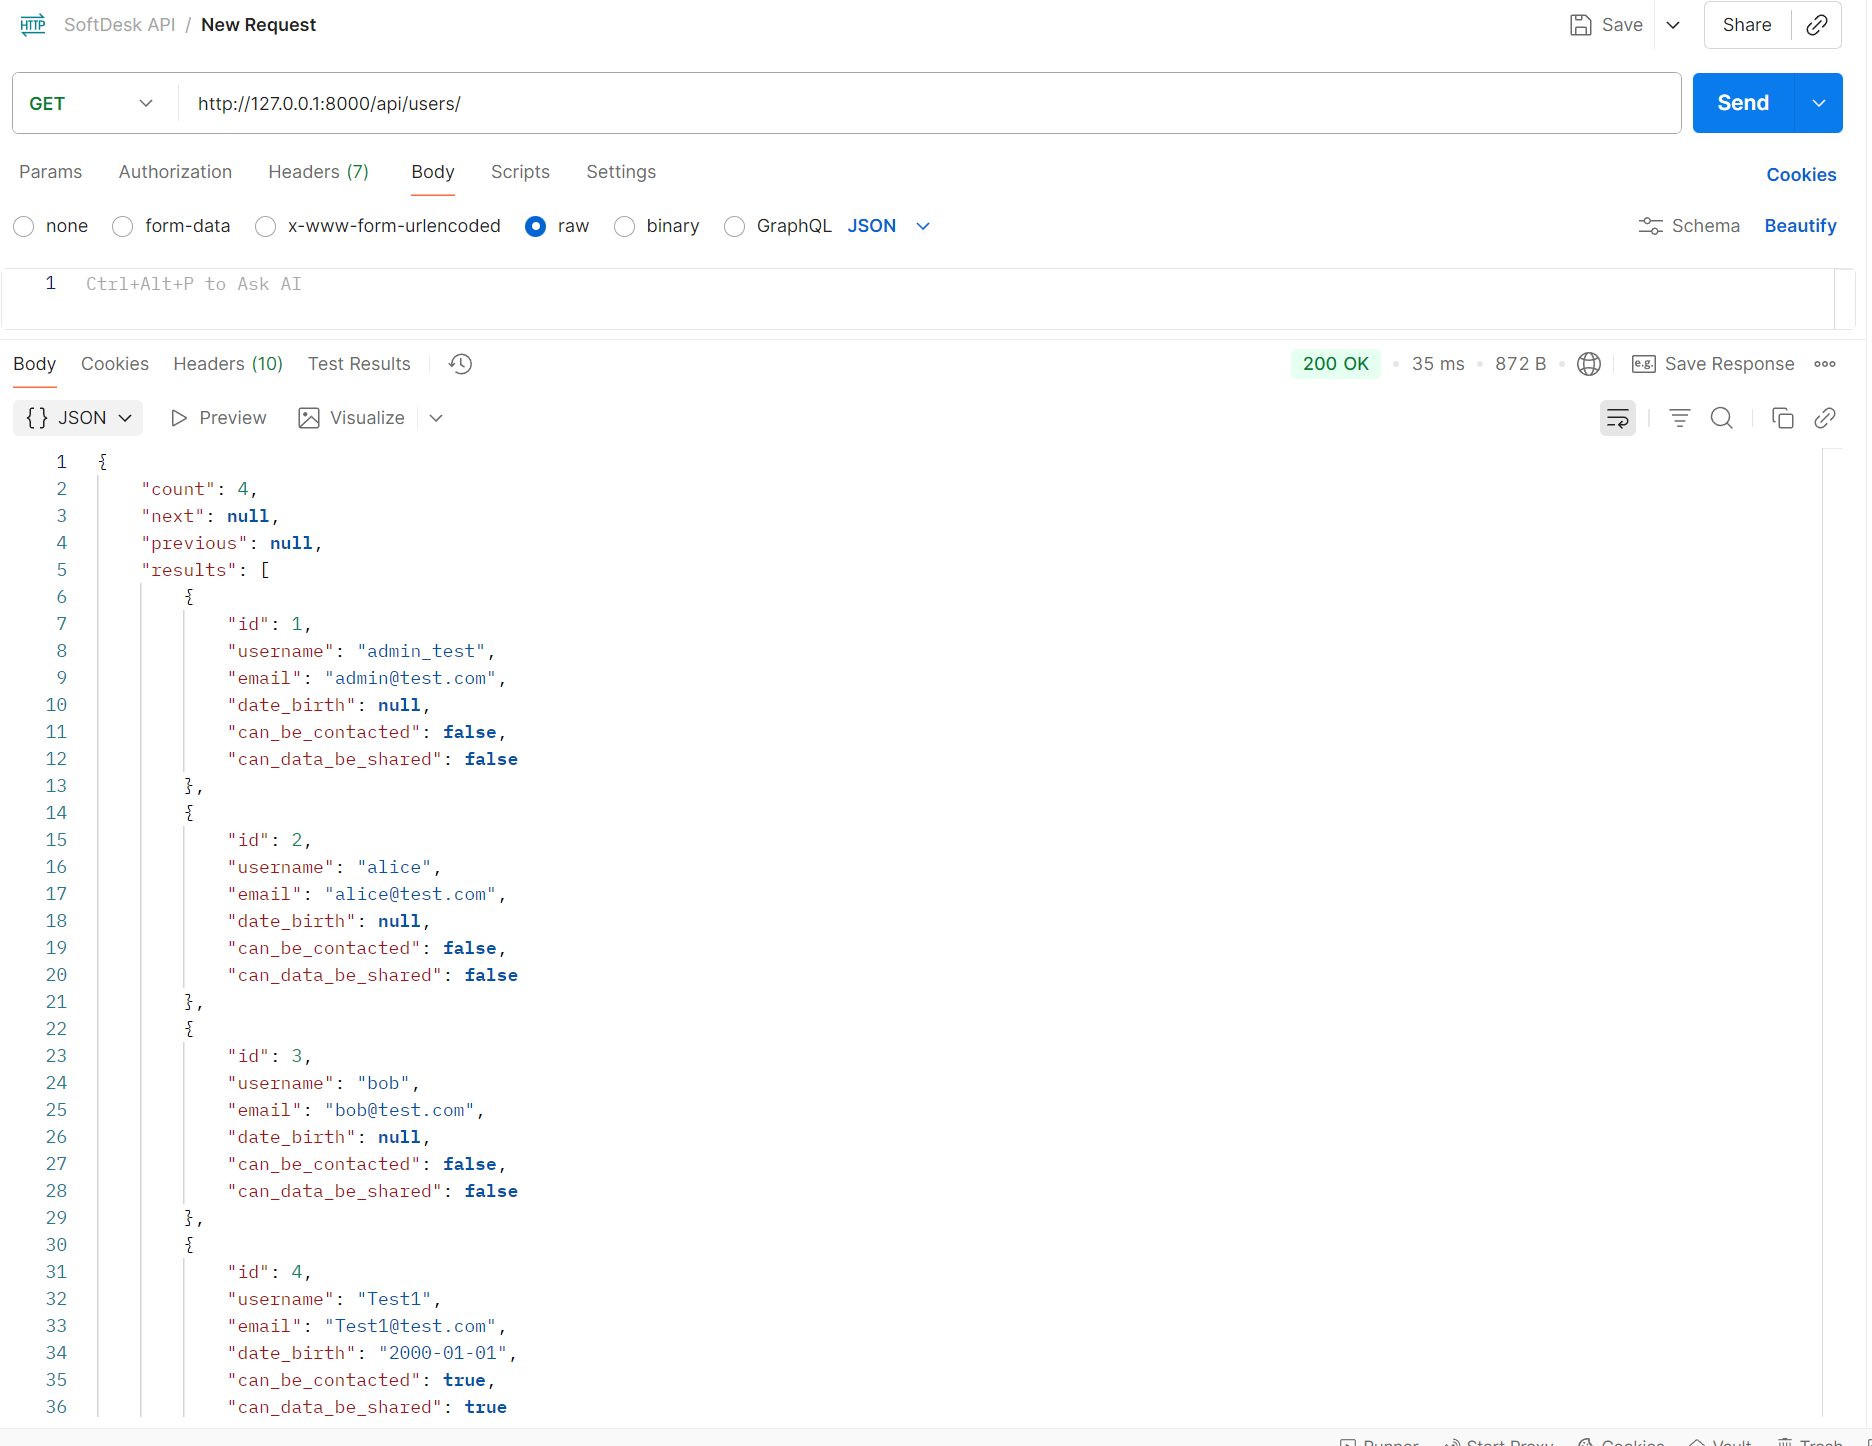 HTTP SoftDesk API / New Request Save Share
GET http://127.0.0.1:8000/api/users/ Send
Params Authorization Headers (7) Body Scripts Settings Cookies
none form-data x-www-form-urlencoded raw binary GraphQL JSON Schema Beautify
1 Ctrl+Alt+P to Ask AI
Body Cookies Headers (10) Test Results 200 OK • 35 ms • 872 B • e.g. Save Response
{} JSON Preview Visualize
1 {
2 "count": 4,
3 "next": null,
4 "previous": null,
5 "results": [
6 {
7 "id": 1,
8 "username": "admin_test",
9 "email": "admin@test.com",
10 "date_birth": null,
11 "can_be_contacted": false,
12 "can_data_be_shared": false
13 },
14 {
15 "id": 2,
16 "username": "alice",
17 "email": "alice@test.com",
18 "date_birth": null,
19 "can_be_contacted": false,
20 "can_data_be_shared": false
21 },
22 {
23 "id": 3,
24 "username": "bob",
25 "email": "bob@test.com",
26 "date_birth": null,
27 "can_be_contacted": false,
28 "can_data_be_shared": false
29 },
30 {
31 "id": 4,
32 "username": "Test1",
33 "email": "Test1@test.com",
34 "date_birth": "2000-01-01",
35 "can_be_contacted": true,
36 "can_data_be_shared": true
Runner Start Proxy Cookies Vault Trash